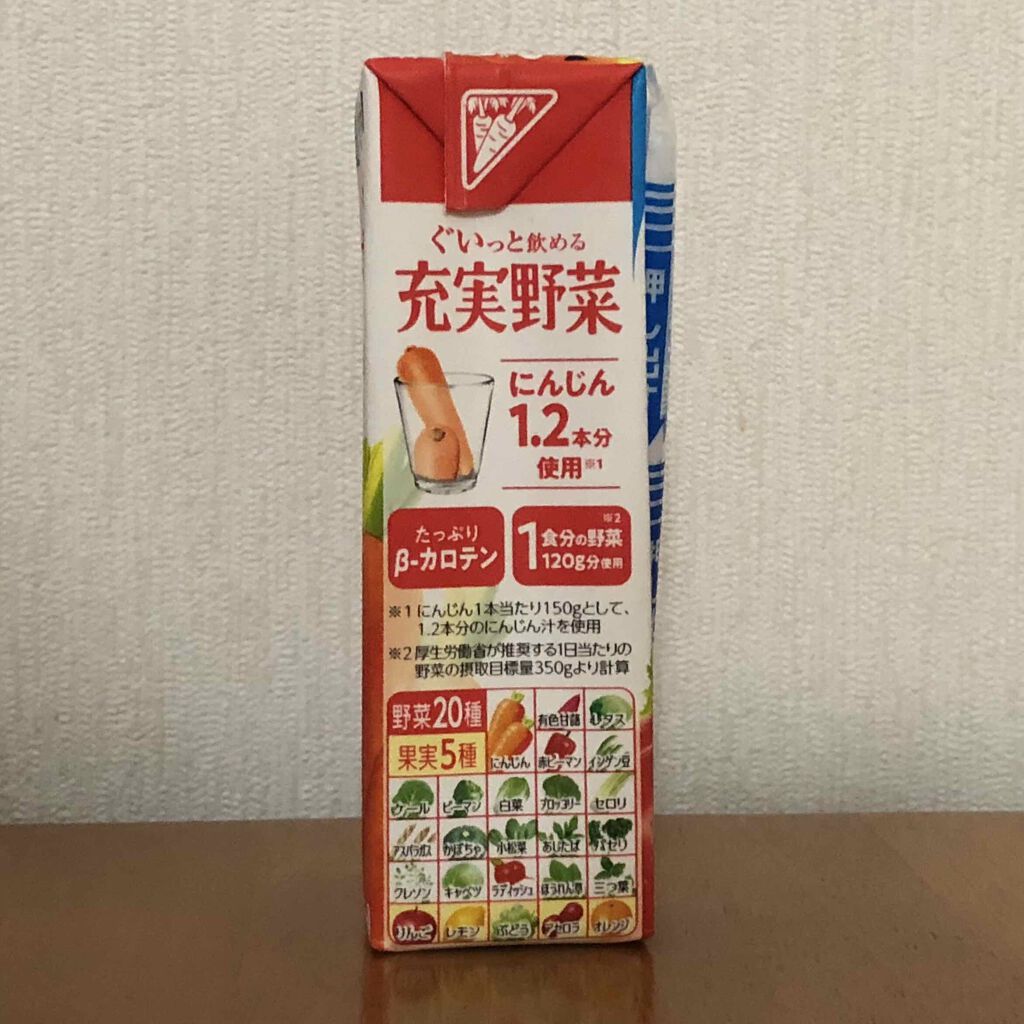 ぐいっと飲める
充実野菜
にんじん
1.2本分
使用※1
たっぷり
β-カロテン
※2
1食分の野菜
120g分使用
※1 にんじん1本当たり150gとして、
1.2本分のにんじん汁を使用
※2 厚生労働省が推奨する1日当たりの
野菜の摂取目標量350gより計算
野菜20種
果実5種
にんじん 有色甘藷 レタス
赤ピーマン インゲン豆
ケール ピーマン 白菜 ブロッコリー セロリ
アスパラガス かぼちゃ 小松菜 あしたば パセリ
クレソン キャベツ ラディッシュ ほうれん草 三つ葉
りんご レモン ぶどう アセロラ オレンジ
押し出